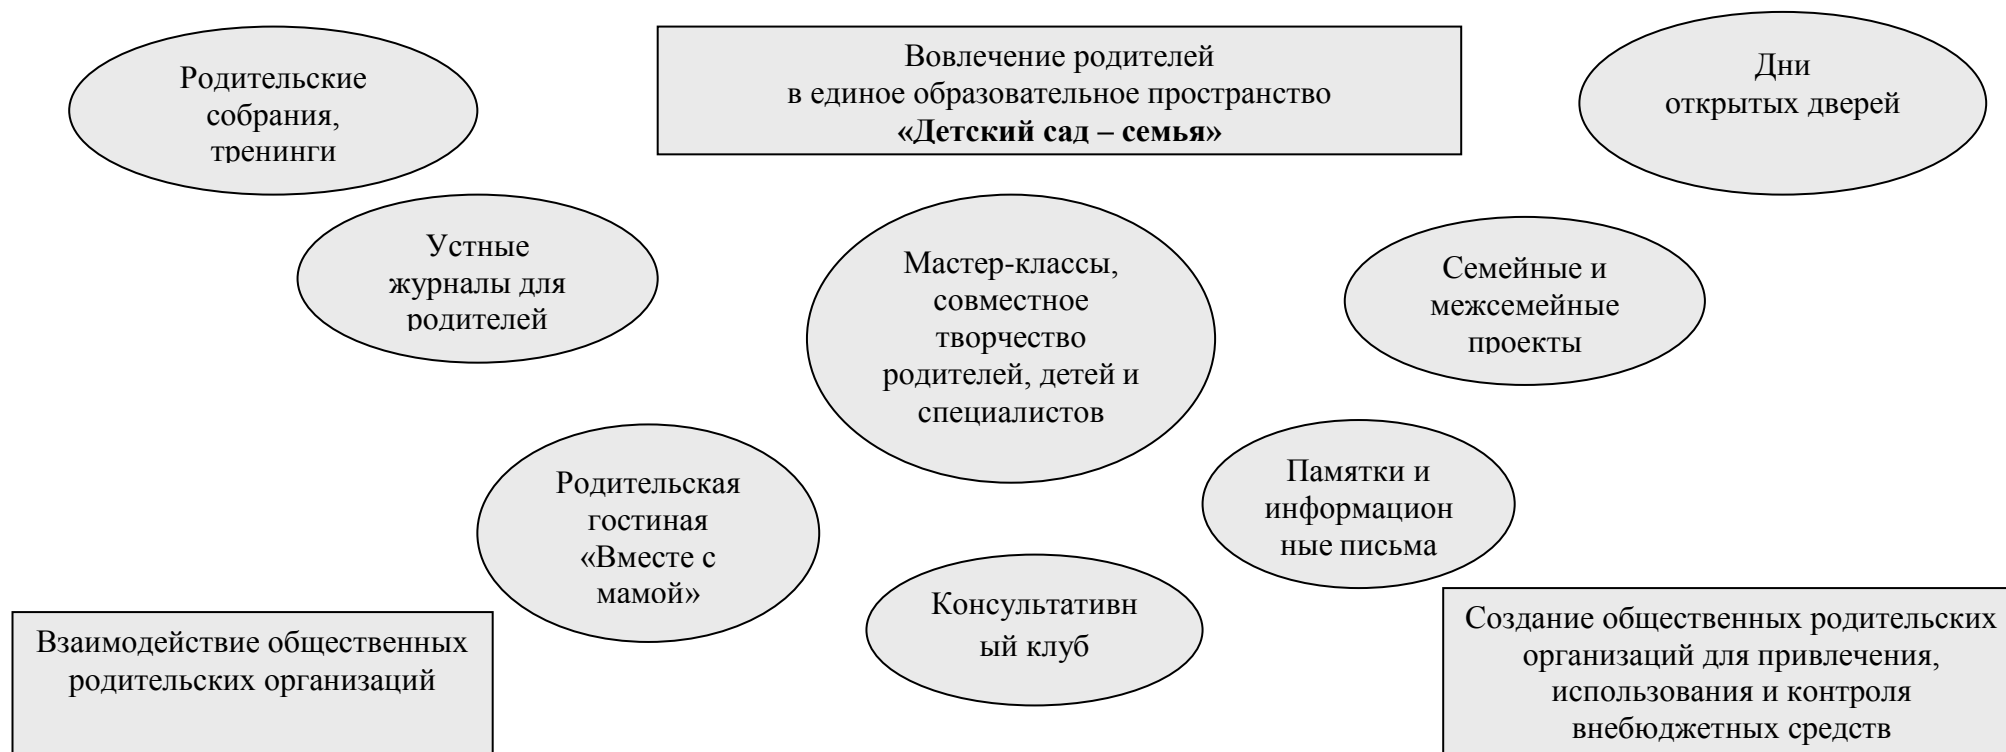 Родительские
собрания,
тренинги
Вовлечение родителей
в единое образовательное пространство
«Детский сад – семья»
Дни
открытых дверей
Устные
журналы для
родителей
Мастер-классы,
совместное
творчество
родителей, детей и
специалистов
Семейные и
межсемейные
проекты
Родительская
гостиная
«Вместе с
мамой»
Памятки и
информацион
ные письма
Консультативн
ый клуб
Взаимодействие общественных
родительских организаций
Создание общественных родительских
организаций для привлечения,
использования и контроля
внебюджетных средств